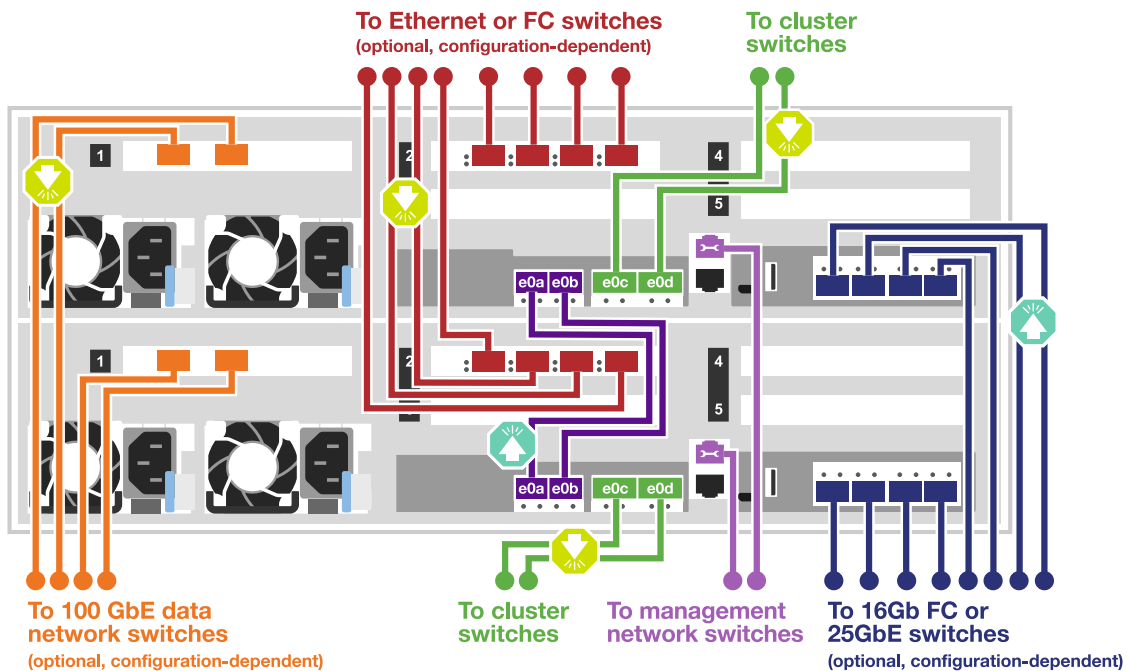 To Ethernet or FC switches
(optional, configuration-dependent)
To cluster
switches
1
2
4
5
e0a e0b e0c e0d
1
2
4
5
e0a e0b e0c e0d
To 100 GbE data
network switches
(optional, configuration-dependent)
To cluster
switches
To management
network switches
To 16Gb FC or
25GbE switches
(optional, configuration-dependent)